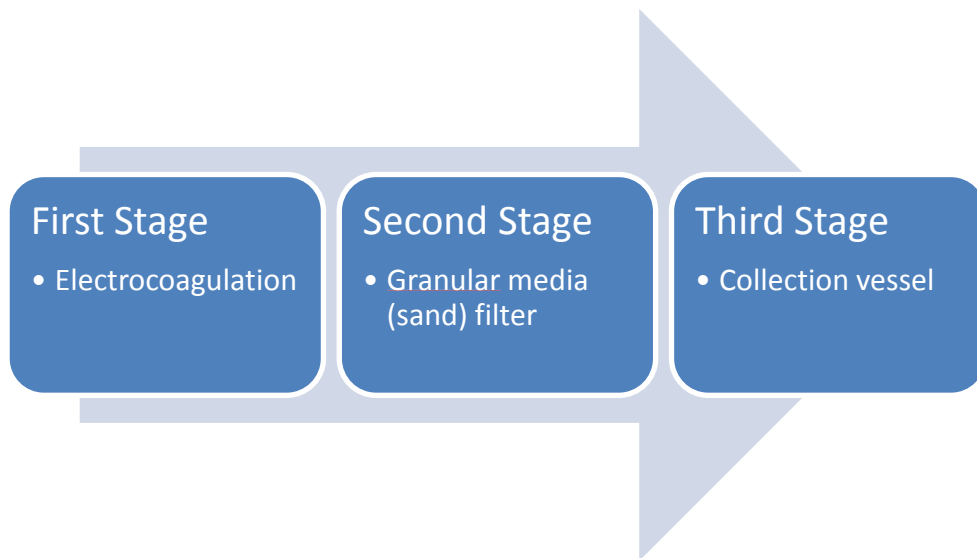 First Stage
• Electrocoagulation
Second Stage
• Granular media
(sand) filter
Third Stage
• Collection vessel